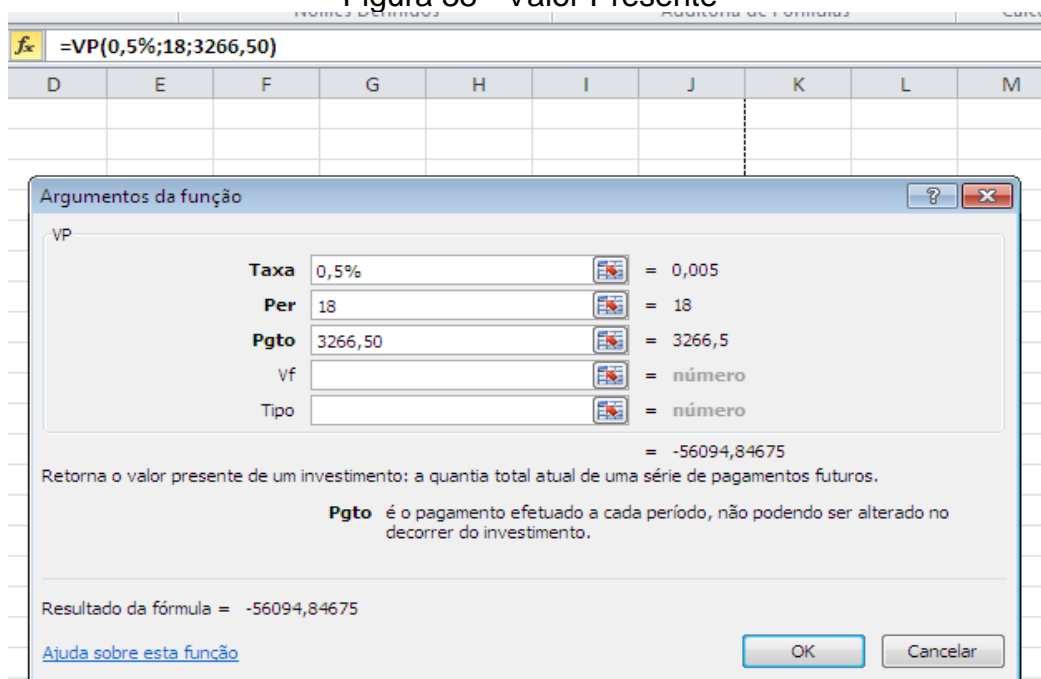 =VP(0,5%;18;3266,50)
D E F G H I J K L M
Argumentos da função
VP
Taxa 0,5% = 0,005
Per 18 = 18
Pgto 3266,50 = 3266,5
Vf = número
Tipo = número
= -56094,84675
Retorna o valor presente de um investimento: a quantia total atual de uma série de pagamentos futuros.
Pgto é o pagamento efetuado a cada período, não podendo ser alterado no
decorrer do investimento.
Resultado da fórmula = -56094,84675
Ajuda sobre esta função
OK Cancelar